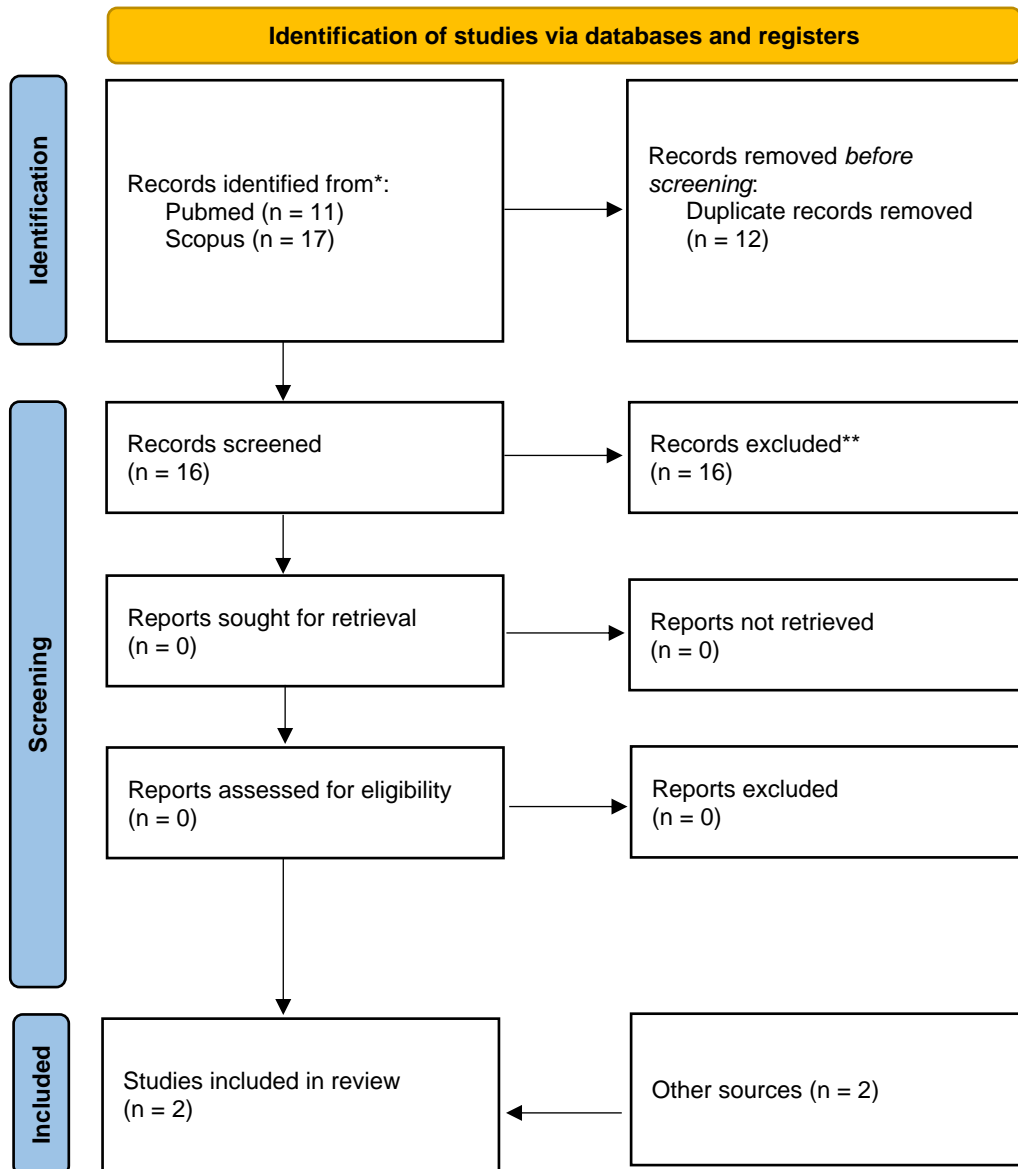 Identification of studies via databases and registers
Identification
Records identified from*:
Pubmed (n = 11)
Scopus (n = 17)
Records removed before
screening:
Duplicate records removed
(n = 12)
Screening
Records screened
(n = 16)
Records excluded**
(n = 16)
Reports sought for retrieval
(n = 0)
Reports not retrieved
(n = 0)
Reports assessed for eligibility
(n = 0)
Reports excluded
(n = 0)
Included
Studies included in review
(n = 2)
Other sources (n = 2)